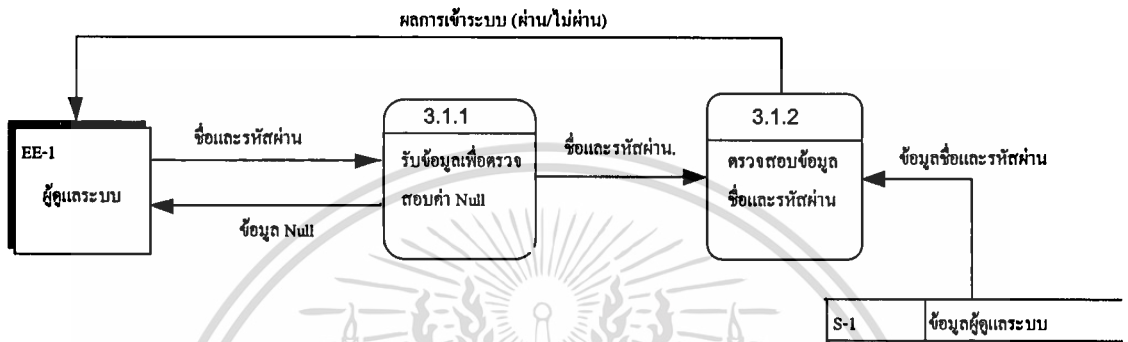 ผลการเข้าระบบ (ผ่าน/ไม่ผ่าน)
EE-1
ผู้ดูแลระบบ
ชื่อและรหัสผ่าน
ข้อมูล Null
3.1.1
รับข้อมูลเพื่อตรวจ
สอบค่า Null
ชื่อและรหัสผ่าน.
3.1.2
ตรวจสอบข้อมูล
ชื่อและรหัสผ่าน
ข้อมูลชื่อและรหัสผ่าน
S-1
ข้อมูลผู้ดูแลระบบ